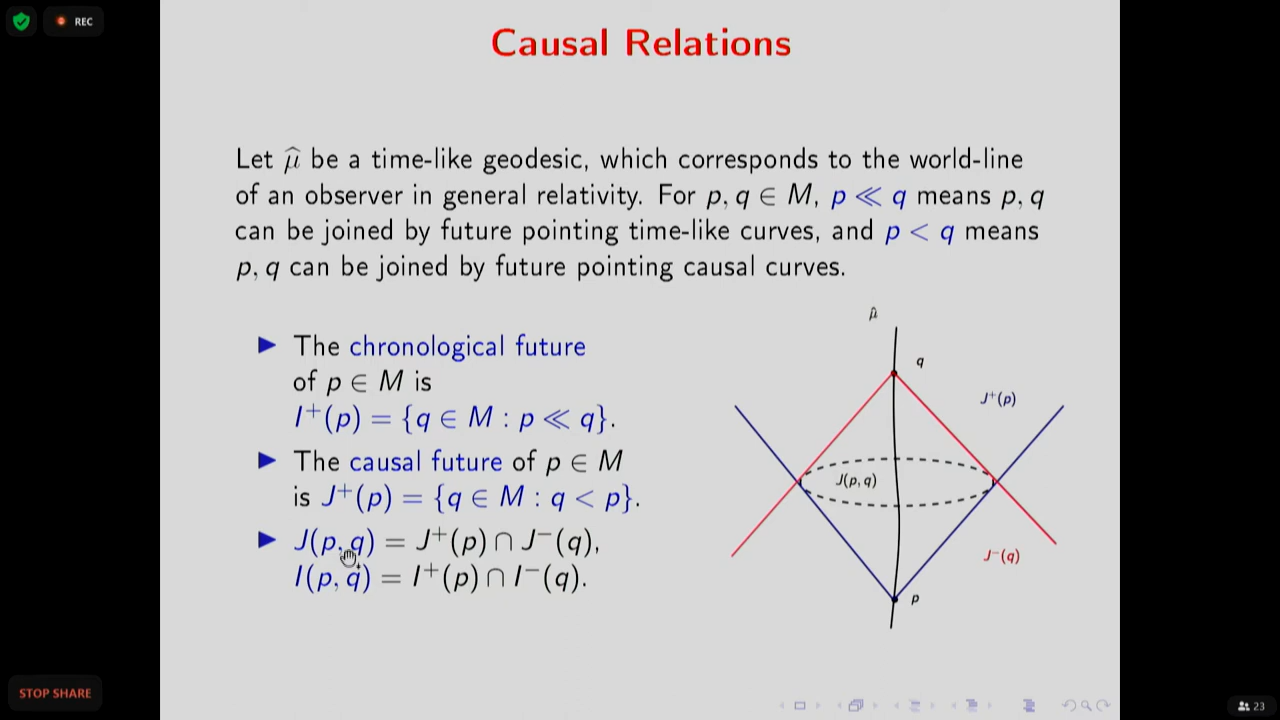 REC
Causal Relations
Let μ̂ be a time-like geodesic, which corresponds to the world-line
of an observer in general relativity. For p, q ∈ M, p ≪ q means p, q
can be joined by future pointing time-like curves, and p < q means
p, q can be joined by future pointing causal curves.
▶ The chronological future
of p ∈ M is
I⁺(p) = {q ∈ M : p ≪ q}.
▶ The causal future of p ∈ M
is J⁺(p) = {q ∈ M : q < p}.
▶ J(p, q) = J⁺(p) ∩ J⁻(q),
I(p, q) = I⁺(p) ∩ I⁻(q).
μ̂
q
J⁺(p)
J(p, q)
J⁻(q)
p
STOP SHARE
23